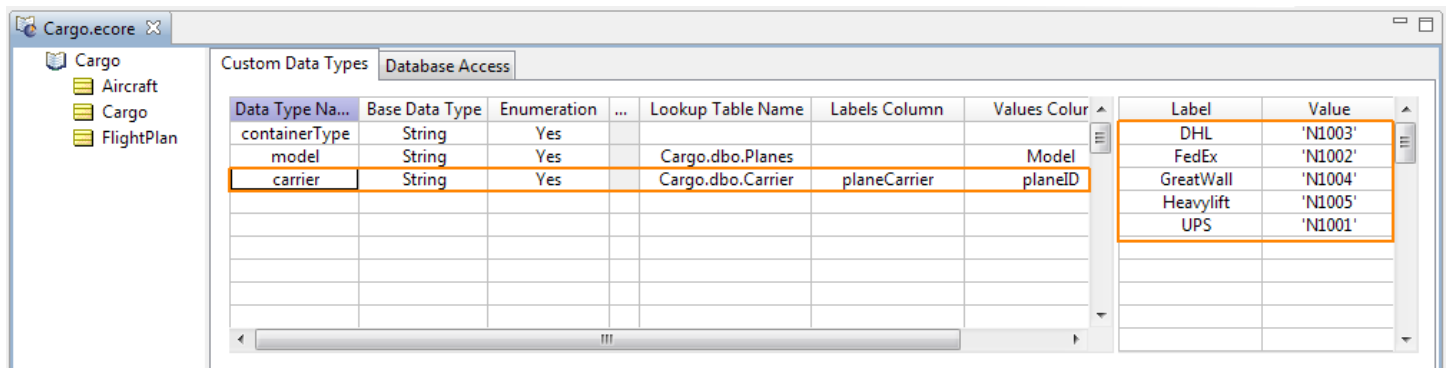 Cargo.ecore
Cargo
Aircraft
Cargo
FlightPlan
Custom Data Types Database Access
Data Type Na... Base Data Type Enumeration ... Lookup Table Name Labels Column Values Colur
containerType String Yes
model String Yes Cargo.dbo.Planes Model
carrier String Yes Cargo.dbo.Carrier planeCarrier planeID
Label Value
DHL 'N1003'
FedEx 'N1002'
GreatWall 'N1004'
Heavylift 'N1005'
UPS 'N1001'